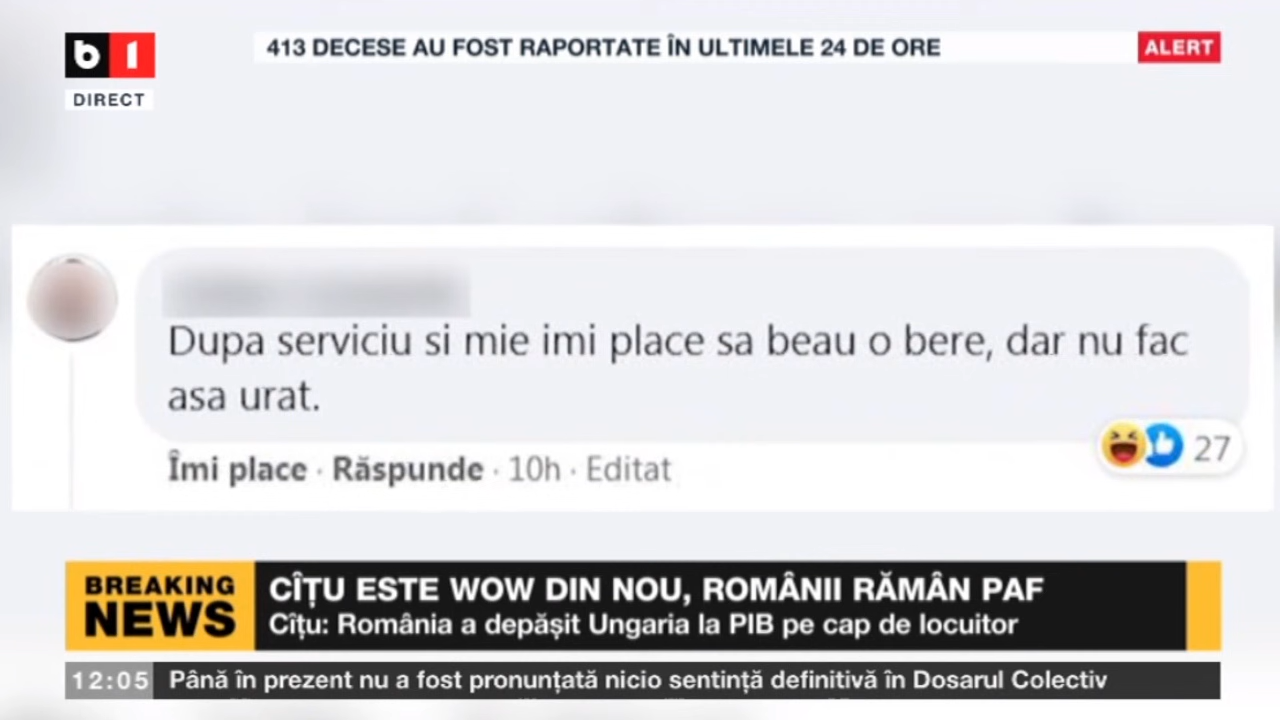 b1
413 DECESE AU FOST RAPORTATE ÎN ULTIMELE 24 DE ORE
ALERT
DIRECT
Dupa serviciu si mie imi place sa beau o bere, dar nu fac
asa urat.
27
Îmi place · Răspunde · 10h · Editat
BREAKING
NEWS
CÎȚU ESTE WOW DIN NOU, ROMÂNII RĂMÂN PAF
Cîțu: România a depășit Ungaria la PIB pe cap de locuitor
12:05
Până în prezent nu a fost pronunțată nicio sentință definitivă în Dosarul Colectiv